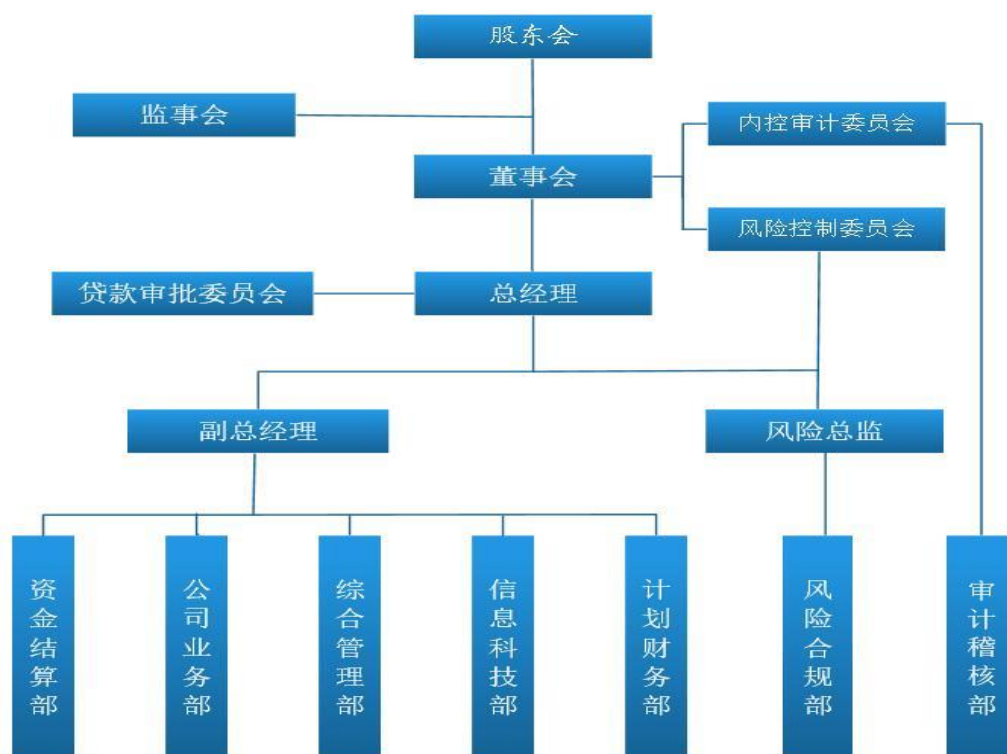 股东会
监事会
内控审计委员会
董事会
风险控制委员会
贷款审批委员会
总经理
副总经理
风险总监
资金结算部
公司业务部
综合管理部
信息科技部
计划财务部
风险合规部
审计稽核部